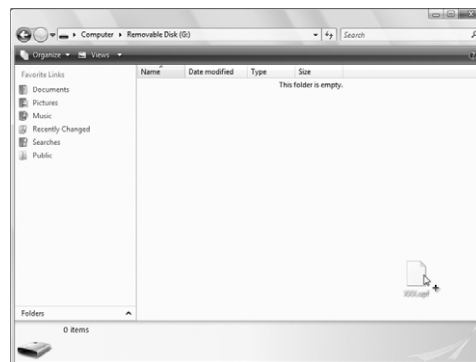 Computer Removable Disk (G:) Search
Organize Views
Favorite Links Name Date modified Type Size
This folder is empty.
Documents
Pictures
Music
Recently Changed
Searches
Public
Folders
0 items